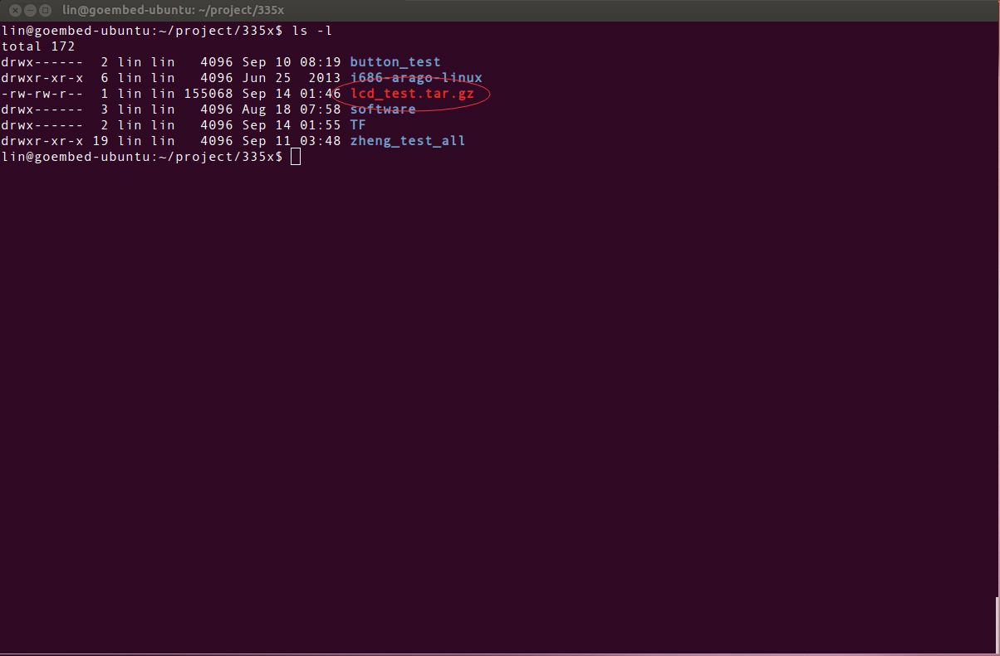 lin@goembed-ubuntu: ~/project/335x
lin@goembed-ubuntu:~/project/335x$ ls -l
total 172
drwx------  2 lin lin   4096 Sep 10 08:19 button_test
drwxr-xr-x  6 lin lin   4096 Jun 25  2013 i686-arago-linux
-rw-rw-r--  1 lin lin 155068 Sep 14 01:46 lcd_test.tar.gz
drwx------  3 lin lin   4096 Aug 18 07:58 software
drwx------  2 lin lin   4096 Sep 14 01:55 TF
drwxr-xr-x 19 lin lin   4096 Sep 11 03:48 zheng_test_all
lin@goembed-ubuntu:~/project/335x$